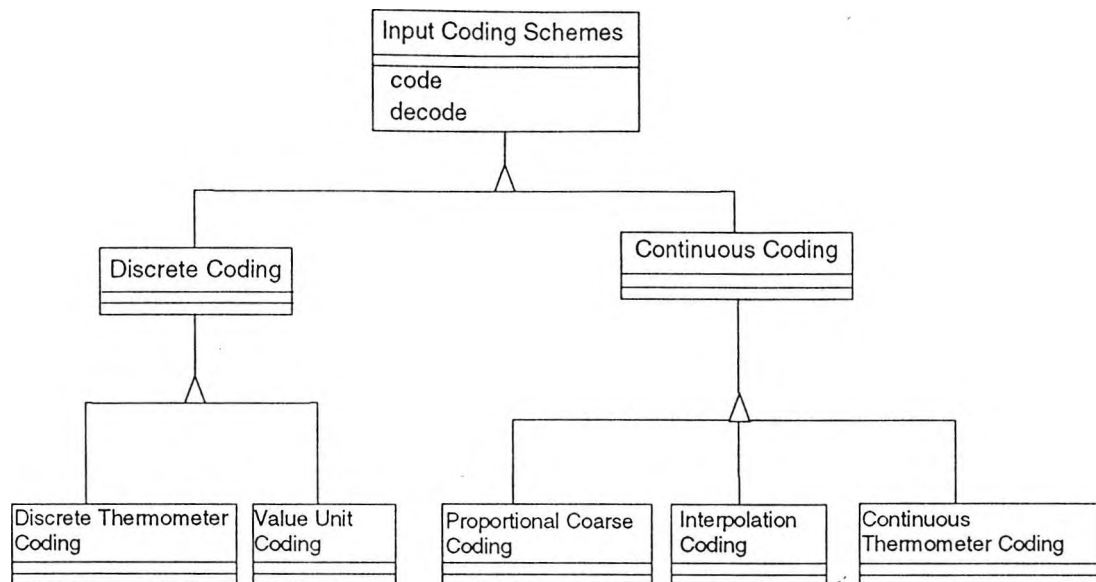 Input Coding Schemes
code
decode
Discrete Coding
Continuous Coding
Discrete Thermometer
Coding
Value Unit
Coding
Proportional Coarse
Coding
Interpolation
Coding
Continuous
Thermometer Coding